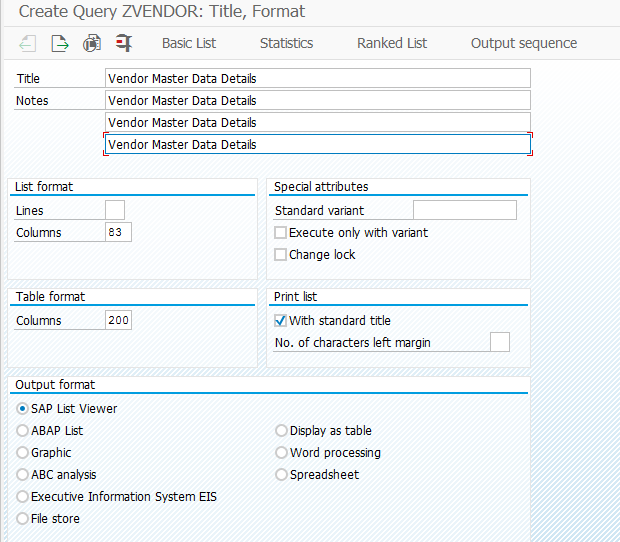 Create Query ZVENDOR: Title, Format
Basic List Statistics Ranked List Output sequence
Title Vendor Master Data Details
Notes Vendor Master Data Details
Vendor Master Data Details
Vendor Master Data Details
List format
Lines
Columns 83
Special attributes
Standard variant
Execute only with variant
Change lock
Table format
Columns 200
Print list
With standard title
No. of characters left margin
Output format
SAP List Viewer
ABAP List Display as table
Graphic Word processing
ABC analysis Spreadsheet
Executive Information System EIS
File store